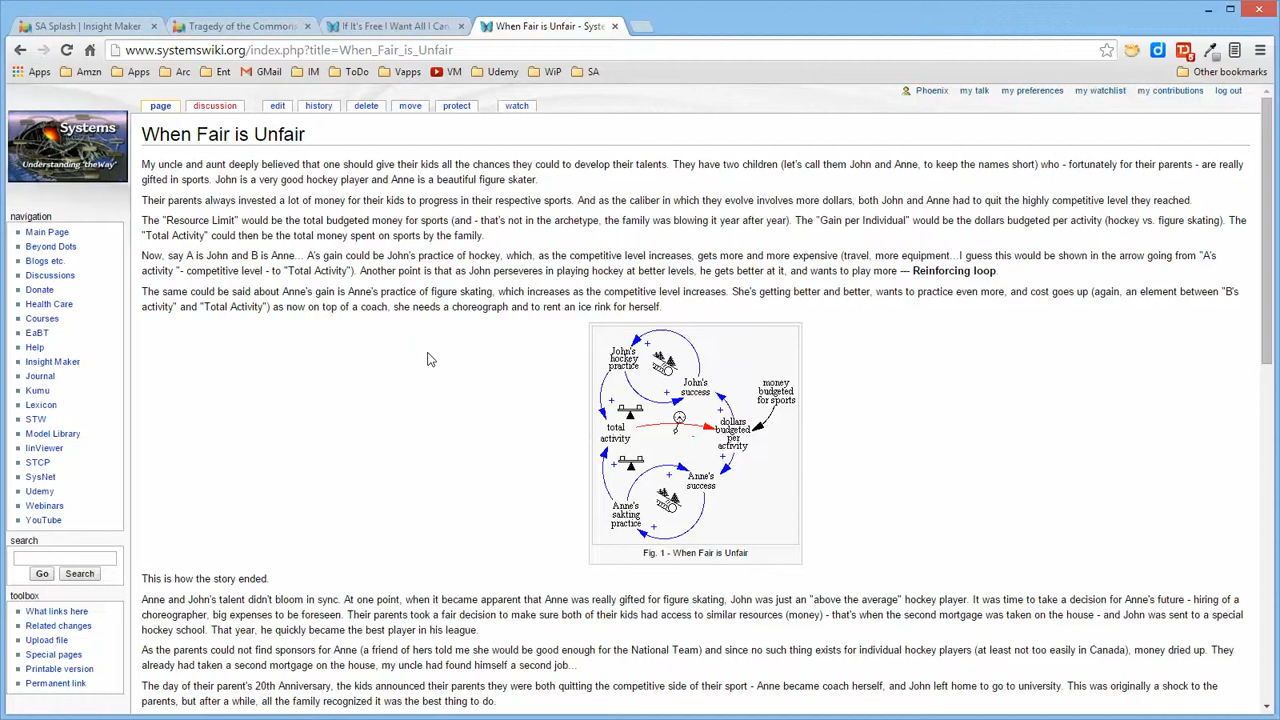 SA Splash | Insight Maker
Tragedy of the Common
If It's Free I Want All I Can
When Fair is Unfair - Syste
www.systemswiki.org/index.php?title=When_Fair_is_Unfair
Apps Amzn Apps Arc Ent GMail IM ToDo Vapps VM Udemy WiP SA Other bookmarks
Phoenix my talk my preferences my watchlist my contributions log out
page discussion edit history delete move protect watch
Systems
Understanding "the Way"
When Fair is Unfair
My uncle and aunt deeply believed that one should give their kids all the chances they could to develop their talents. They have two children (let's call them John and Anne, to keep the names short) who - fortunately for their parents - are really
gifted in sports. John is a very good hockey player and Anne is a beautiful figure skater.
Their parents always invested a lot of money for their kids to progress in their respective sports. And as the caliber in which they evolve involves more dollars, both John and Anne had to quit the highly competitive level they reached.
The "Resource Limit" would be the total budgeted money for sports (and - that's not in the archetype, the family was blowing it year after year). The "Gain per Individual" would be the dollars budgeted per activity (hockey vs. figure skating). The
"Total Activity" could then be the total money spent on sports by the family.
Now, say A is John and B is Anne... A's gain could be John's practice of hockey, which, as the competitive level increases, gets more and more expensive (travel, more equipment...I guess this would be shown in the arrow going from "A's
activity "- competitive level - to "Total Activity"). Another point is that as John perseveres in playing hockey at better levels, he gets better at it, and wants to play more --- Reinforcing loop.
The same could be said about Anne's gain is Anne's practice of figure skating, which increases as the competitive level increases. She's getting better and better, wants to practice even more, and cost goes up (again, an element between "B's
activity" and "Total Activity") as now on top of a coach, she needs a choreograph and to rent an ice rink for herself.
navigation
Main Page
Beyond Dots
Blogs etc.
Discussions
Donate
Health Care
Courses
EaBT
Help
Insight Maker
Journal
Kumu
Lexicon
STW
Model Library
linViewer
STCP
SysNet
Udemy
Webinars
YouTube
search
Go Search
toolbox
What links here
Related changes
Upload file
Special pages
Printable version
Permanent link
John's
hockey
practice
John's
success
money
budgeted
for sports
total
activity
dollars
budgeted
per
activity
Anne's
success
Anne's
sakting
practice
Fig. 1 - When Fair is Unfair
This is how the story ended.
Anne and John's talent didn't bloom in sync. At one point, when it became apparent that Anne was really gifted for figure skating, John was just an "above the average" hockey player. It was time to take a decision for Anne's future - hiring of a
choreographer, big expenses to be foreseen. Their parents took a fair decision to make sure both of their kids had access to similar resources (money) - that's when the second mortgage was taken on the house - and John was sent to a special
hockey school. That year, he quickly became the best player in his league.
As the parents could not find sponsors for Anne (a friend of hers told me she would be good enough for the National Team) and since no such thing exists for individual hockey players (at least not too easily in Canada), money dried up. They
already had taken a second mortgage on the house, my uncle had found himself a second job...
The day of their parent's 20th Anniversary, the kids announced their parents they were both quitting the competitive side of their sport - Anne became coach herself, and John left home to go to university. This was originally a shock to the
parents, but after a while, all the family recognized it was the best thing to do.